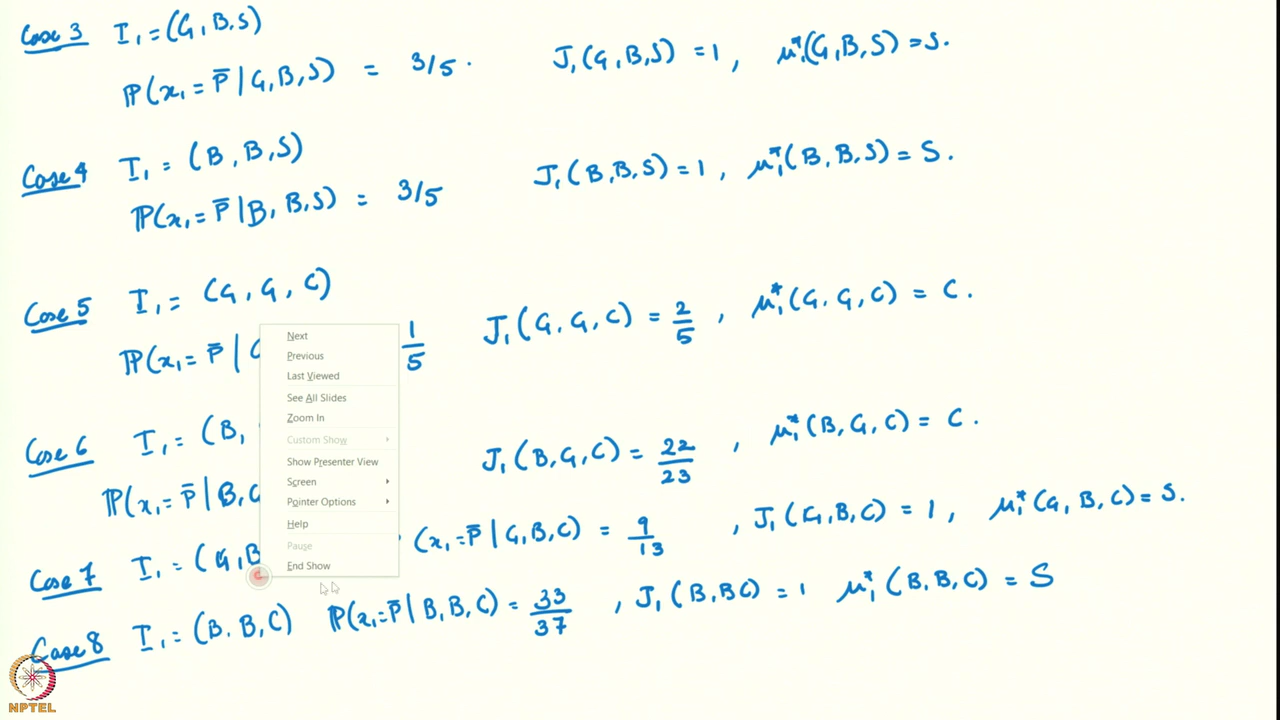 Case 3 I₁ = (G, B, S)
ℙ(x₁ = P̄ | G, B, S) = 3/5. J₁(G, B, S) = 1, μ₁*(G, B, S) = S.
Case 4 I₁ = (B, B, S)
ℙ(x₁ = P̄ | B, B, S) = 3/5 J₁(B, B, S) = 1, μ₁*(B, B, S) = S.
Case 5 I₁ = (G, G, C)
ℙ(x₁ = P̄ | 1/5 J₁(G, G, C) = 2/5, μ₁*(G, G, C) = C.
Case 6 I₁ = (B, J₁(B, G, C) = 22/23, μ₁*(B, G, C) = C.
ℙ(x₁ = P̄ | B,
Case 7 I₁ = (G, B (x₁ = P̄ | G, B, C) = 9/13, J₁(G, B, C) = 1, μ₁*(G, B, C) = S.
Case 8 I₁ = (B, B, C) ℙ(x₁ = P̄ | B, B, C) = 33/37, J₁(B, B C) = 1 μ₁*(B, B, C) = S
Next
Previous
Last Viewed
See All Slides
Zoom In
Custom Show
Show Presenter View
Screen
Pointer Options
Help
Pause
End Show
NPTEL